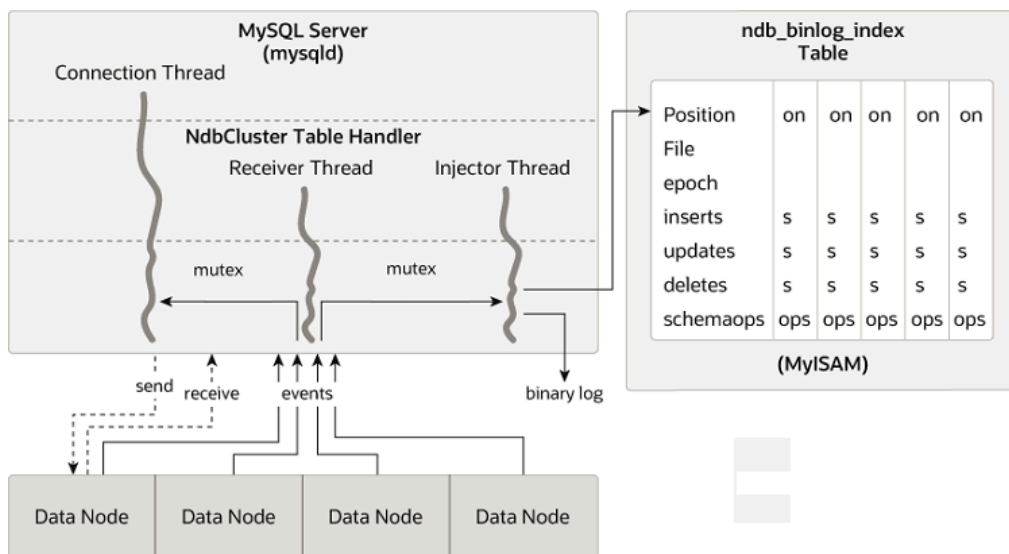 MySQL Server
(mysqld)
Connection Thread
NdbCluster Table Handler
Receiver Thread
Injector Thread
mutex
mutex
send
receive
events
binary log
Data Node
Data Node
Data Node
Data Node
ndb_binlog_index
Table
Position on on on on on
File
epoch
inserts s s s s s
updates s s s s s
deletes s s s s s
schemaops ops ops ops ops ops
(MyISAM)